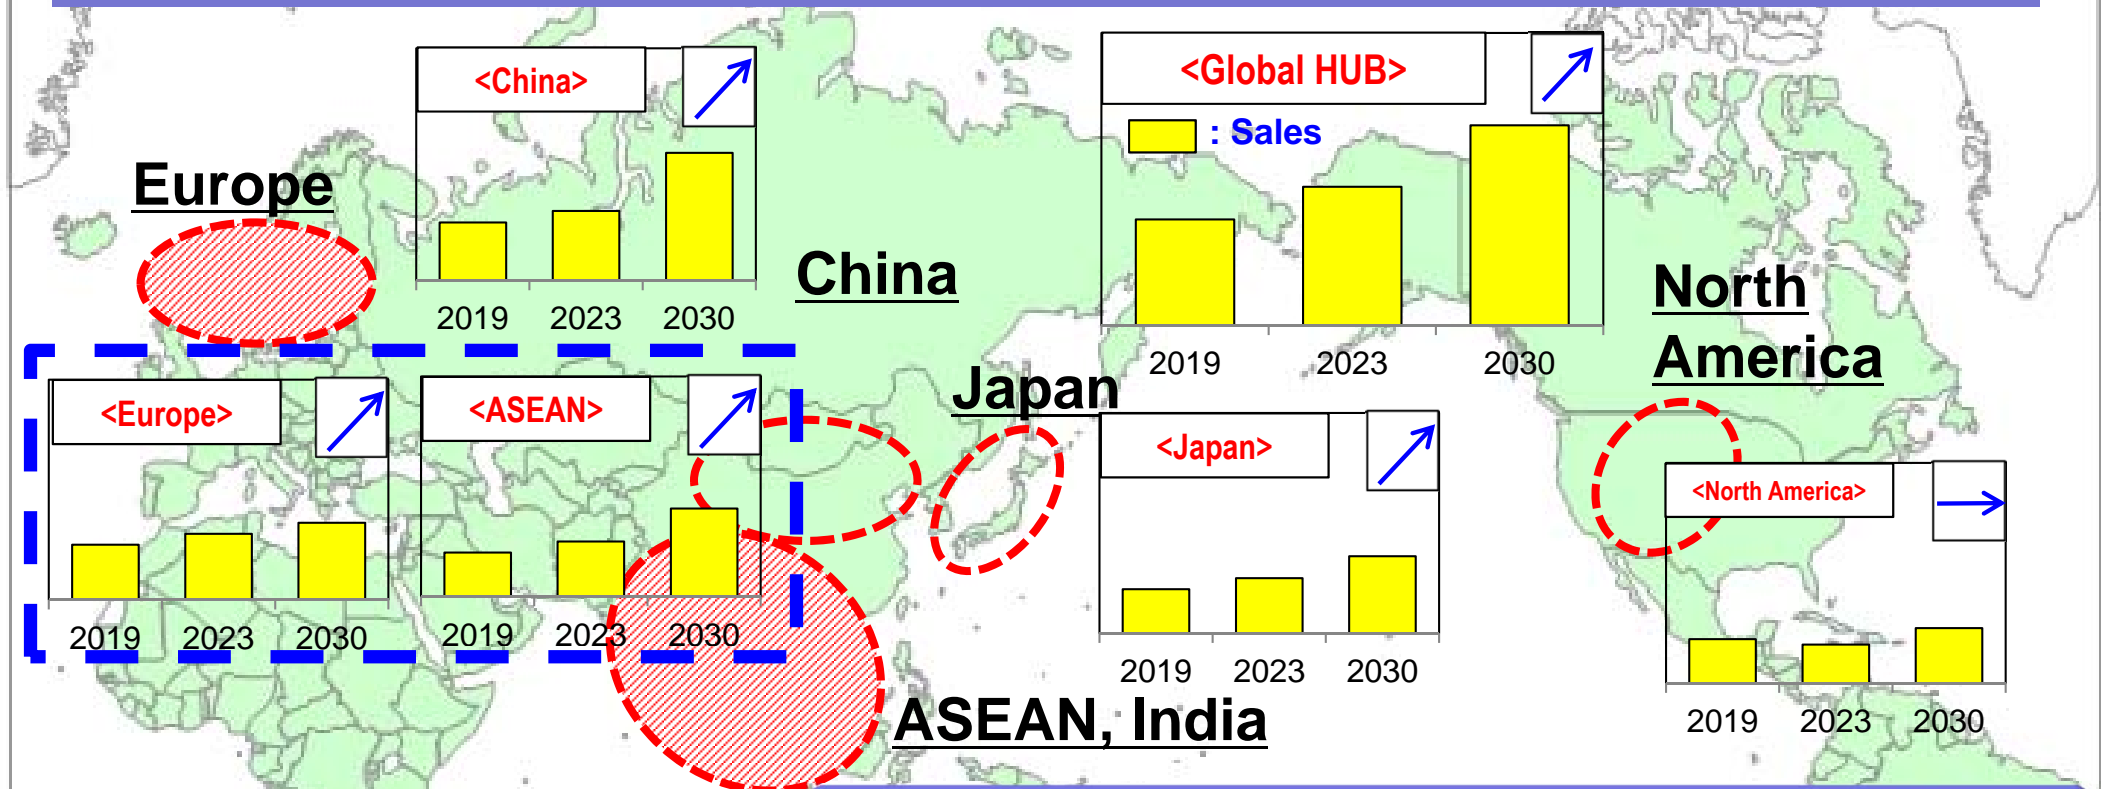 <China>
2019 2023 2030
<Global HUB>
: Sales
2019 2023 2030
Europe
China
North
America
Japan
<Europe>
2019 2023 2030
<ASEAN>
2019 2023 2030
<Japan>
2019 2023 2030
<North America>
2019 2023 2030
ASEAN, India